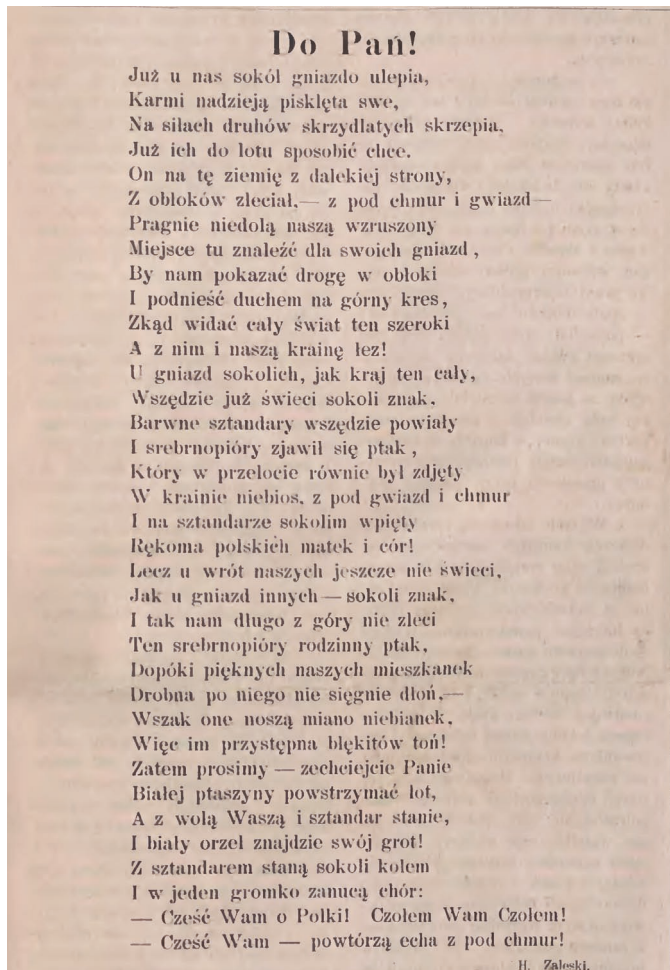 Do Pań!
Już u nas sokół gniazdo ulepia,
Karmi nadzieją pisklęta swe,
Na siłach druhów skrzydlatych skrzepia,
Już ich do lotu sposobić chce.
On na tę ziemię z dalekiej strony,
Z obłoków zleciał,— z pod chmur i gwiazd—
Pragnie niedolą naszą wzruszony
Miejsce tu znaleźć dla swoich gniazd,
By nam pokazać drogę w obłoki
I podnieść duchem na górny kres,
Zkąd widać cały świat ten szeroki
A z nim i naszą krainę łez!
U gniazd sokolich, jak kraj ten cały,
Wszędzie już świeci sokoli znak,
Barwne sztandary wszędzie powiały
I srebrnopióry zjawił się ptak,
Który w przelocie równie był zdjęty
W krainie niebios, z pod gwiazd i chmur
I na sztandarze sokolim wpięty
Rękoma polskich matek i cór!
Lecz u wrót naszych jeszcze nie świeci,
Jak u gniazd innych — sokoli znak,
I tak nam długo z góry nie zleci
Ten srebrnopióry rodzinny ptak,
Dopóki pięknych naszych mieszkanek
Drobna po niego nie sięgnie dłoń,—
Wszak one noszą miano niebianek,
Więc im przystępna błękitów toń!
Zatem prosimy — zechciejcie Panie
Białej ptaszyny powstrzymać lot,
A z wolą Waszą i sztandar stanie,
I biały orzeł znajdzie swój grot!
Z sztandarem staną sokoli kołem
I w jeden gromko zanucą chór:
— Cześć Wam o Polki! Czołem Wam Czołem!
— Cześć Wam — powtórzą echa z pod chmur!
H. Zaleski.